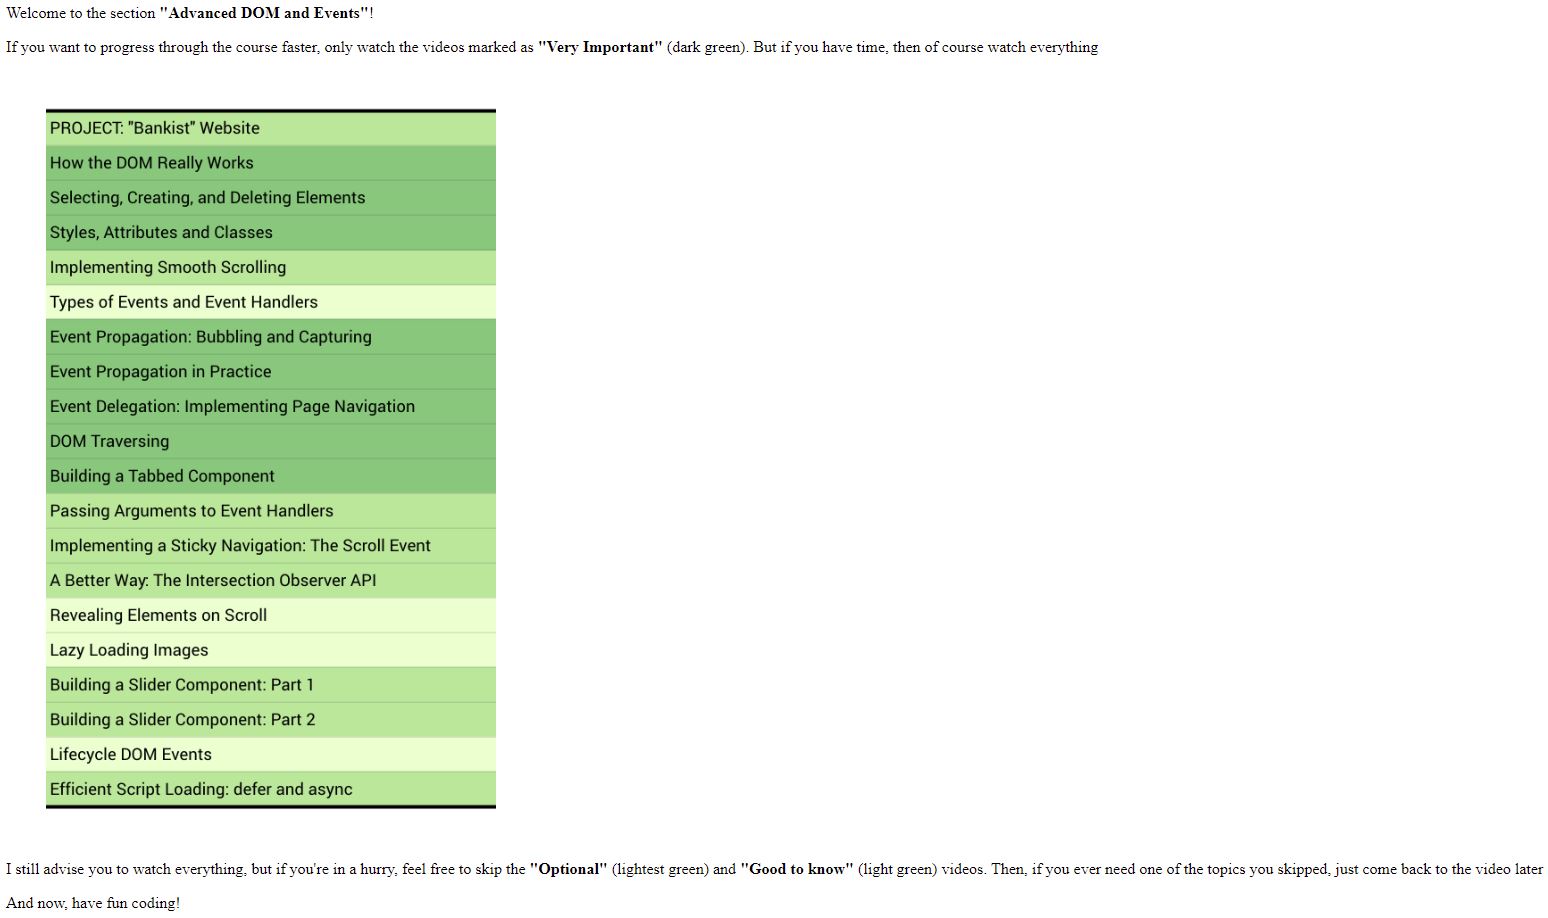 Welcome to the section "Advanced DOM and Events"!
If you want to progress through the course faster, only watch the videos marked as "Very Important" (dark green). But if you have time, then of course watch everything
PROJECT: "Bankist" Website
How the DOM Really Works
Selecting, Creating, and Deleting Elements
Styles, Attributes and Classes
Implementing Smooth Scrolling
Types of Events and Event Handlers
Event Propagation: Bubbling and Capturing
Event Propagation in Practice
Event Delegation: Implementing Page Navigation
DOM Traversing
Building a Tabbed Component
Passing Arguments to Event Handlers
Implementing a Sticky Navigation: The Scroll Event
A Better Way: The Intersection Observer API
Revealing Elements on Scroll
Lazy Loading Images
Building a Slider Component: Part 1
Building a Slider Component: Part 2
Lifecycle DOM Events
Efficient Script Loading: defer and async
I still advise you to watch everything, but if you're in a hurry, feel free to skip the "Optional" (lightest green) and "Good to know" (light green) videos. Then, if you ever need one of the topics you skipped, just come back to the video later
And now, have fun coding!